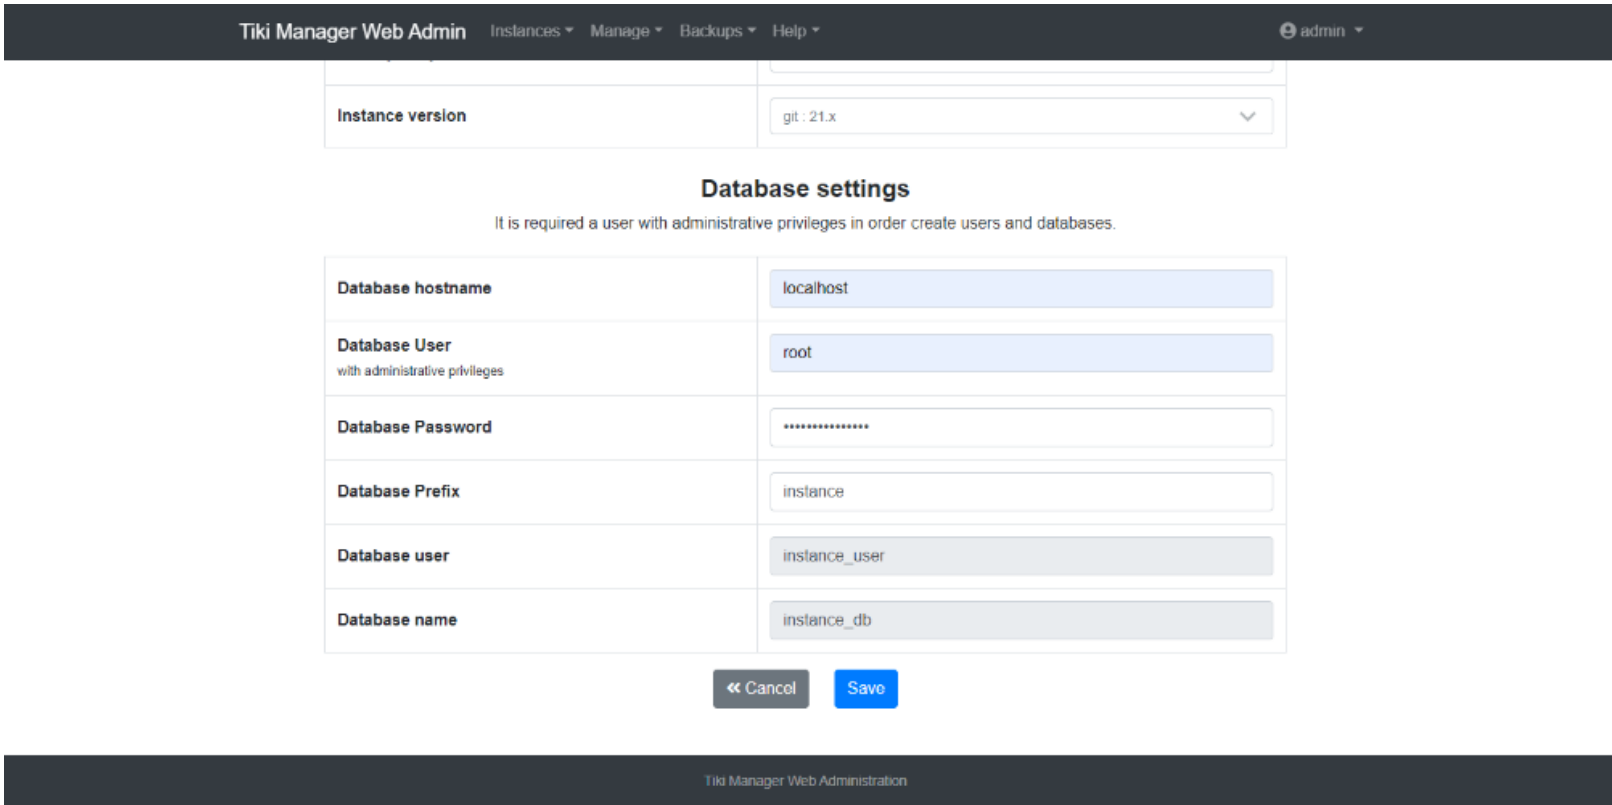 Tiki Manager Web Admin Instances Manage Backups Help admin
Instance version git : 21.x
Database settings
It is required a user with administrative privileges in order create users and databases.
Database hostname localhost
Database User root
with administrative privileges
Database Password •••••••••••••••
Database Prefix instance
Database user instance_user
Database name instance_db
« Cancel Save
Tiki Manager Web Administration